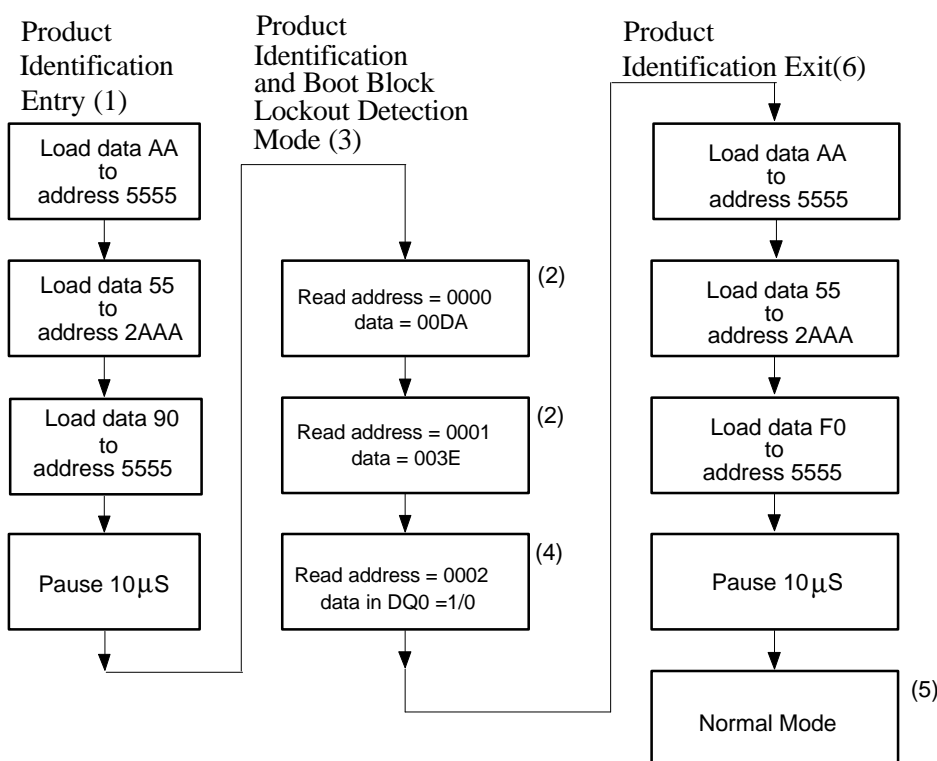 Product
Identification
Entry (1)
Load data AA
to
address 5555
Load data 55
to
address 2AAA
Load data 90
to
address 5555
Pause 10μS
Product
Identification
and Boot Block
Lockout Detection
Mode (3)
Read address = 0000
data = 00DA
(2)
Read address = 0001
data = 003E
(2)
Read address = 0002
data in DQ0 =1/0
(4)
Product
Identification Exit(6)
Load data AA
to
address 5555
Load data 55
to
address 2AAA
Load data F0
to
address 5555
Pause 10μS
Normal Mode
(5)